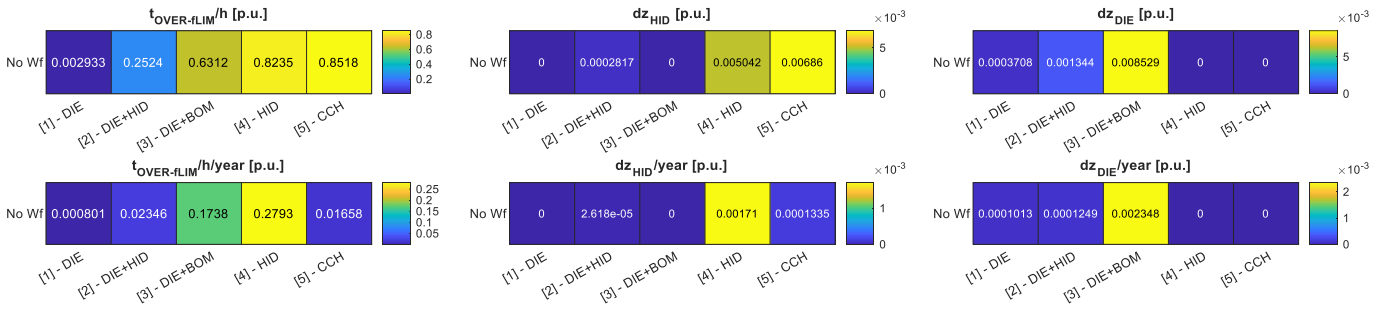 t_OVER-fLIM/h [p.u.]
No Wf 0.002933 0.2524 0.6312 0.8235 0.8518
0.8
0.6
0.4
0.2
[1] - DIE
[2] - DIE+HID
[3] - DIE+BOM
[4] - HID
[5] - CCH
dz_HID [p.u.]
×10^-3
No Wf 0 0.0002817 0 0.005042 0.00686
5
0
[1] - DIE
[2] - DIE+HID
[3] - DIE+BOM
[4] - HID
[5] - CCH
dz_DIE [p.u.]
×10^-3
No Wf 0.0003708 0.001344 0.008529 0 0
5
0
[1] - DIE
[2] - DIE+HID
[3] - DIE+BOM
[4] - HID
[5] - CCH
t_OVER-fLIM/h/year [p.u.]
No Wf 0.000801 0.02346 0.1738 0.2793 0.01658
0.25
0.2
0.15
0.1
0.05
[1] - DIE
[2] - DIE+HID
[3] - DIE+BOM
[4] - HID
[5] - CCH
dz_HID/year [p.u.]
×10^-3
No Wf 0 2.618e-05 0 0.00171 0.0001335
1
0
[1] - DIE
[2] - DIE+HID
[3] - DIE+BOM
[4] - HID
[5] - CCH
dz_DIE/year [p.u.]
×10^-3
No Wf 0.0001013 0.0001249 0.002348 0 0
2
1
0
[1] - DIE
[2] - DIE+HID
[3] - DIE+BOM
[4] - HID
[5] - CCH